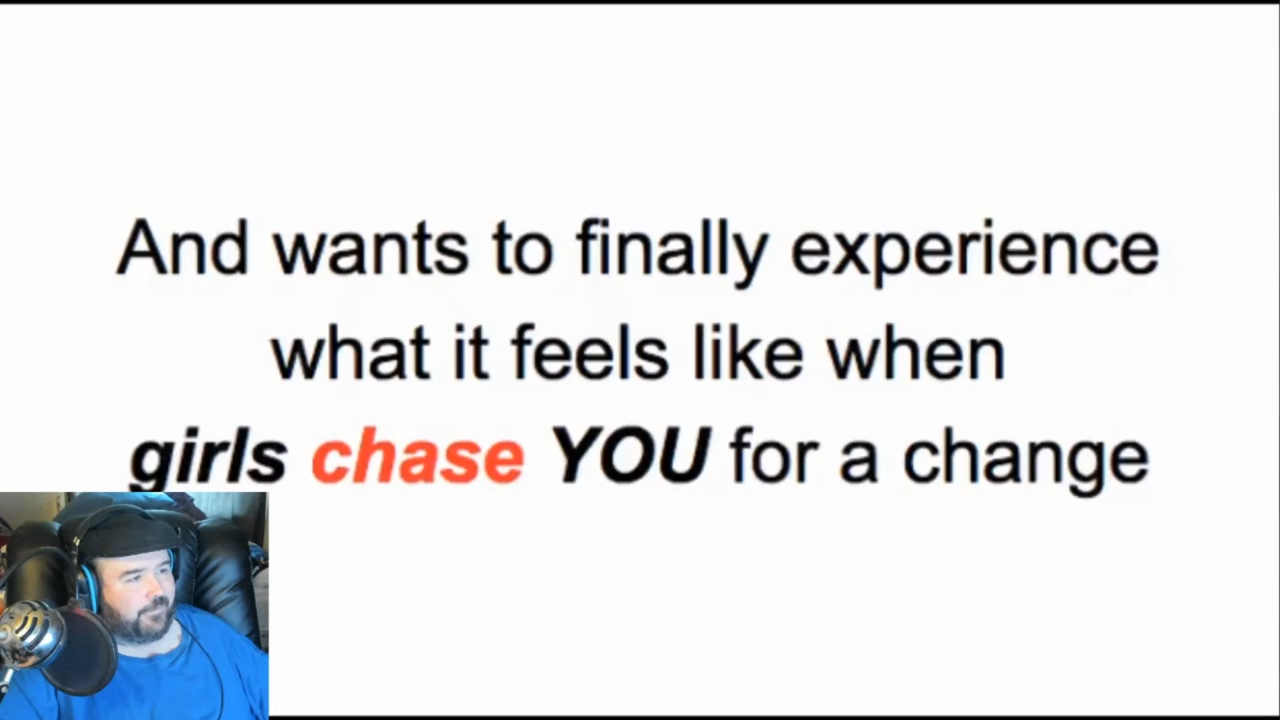 And wants to finally experience
what it feels like when
girls chase YOU for a change